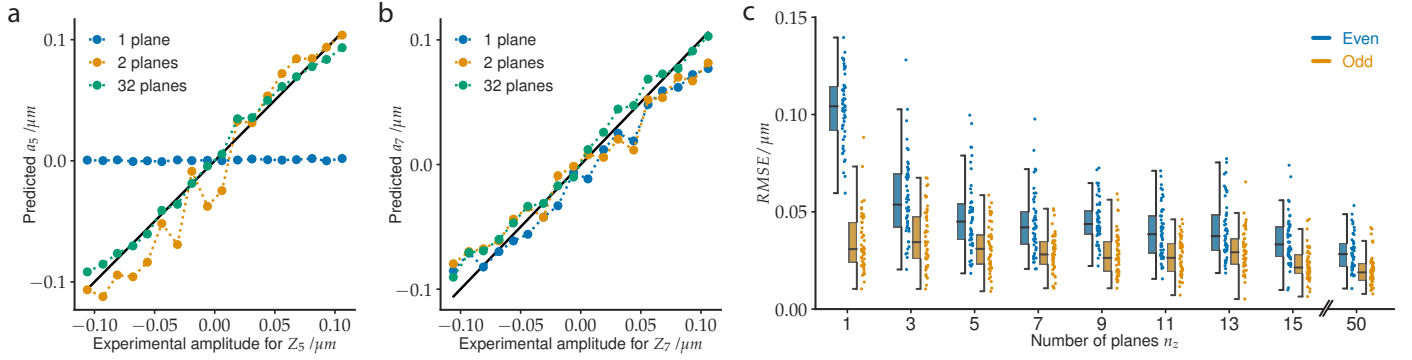 a
0.1
0.0
−0.1
Predicted a₅ /μm
1 plane
2 planes
32 planes
−0.10 −0.05 0.00 0.05 0.10
Experimental amplitude for Z₅ /μm
b
0.1
0.0
−0.1
Predicted a₇ /μm
1 plane
2 planes
32 planes
−0.10 −0.05 0.00 0.05 0.10
Experimental amplitude for Z₇ /μm
c
0.15
0.10
0.05
0.00
RMSE / μm
Even
Odd
1 3 5 7 9 11 13 15 50
Number of planes n_z